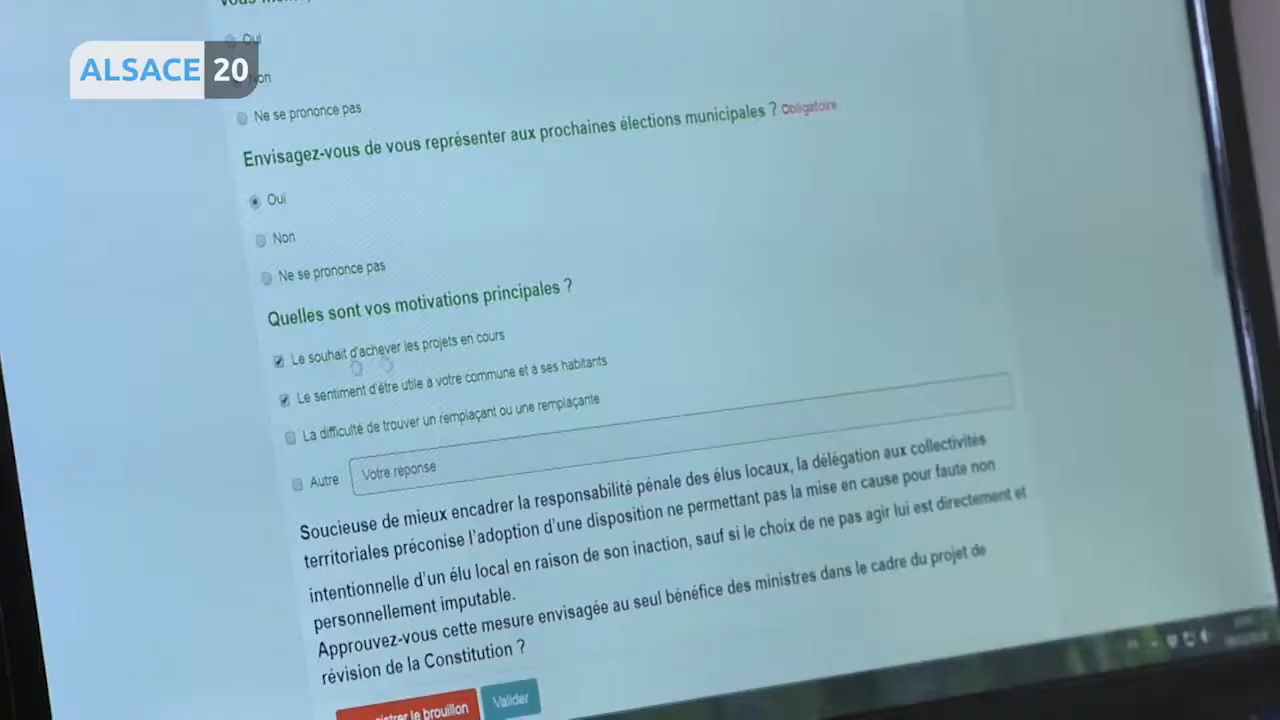 Oui
ALSACE 20
Non
Ne se prononce pas
Envisagez-vous de vous représenter aux prochaines élections municipales ? Obligatoire
Oui
Non
Ne se prononce pas
Quelles sont vos motivations principales ?
Le souhait d'achever les projets en cours
Le sentiment d'être utile à votre commune et à ses habitants
La difficulté de trouver un remplaçant ou une remplaçante
Autre Votre réponse
Soucieuse de mieux encadrer la responsabilité pénale des élus locaux, la délégation aux collectivités
territoriales préconise l'adoption d'une disposition ne permettant pas la mise en cause pour faute non
intentionnelle d'un élu local en raison de son inaction, sauf si le choix de ne pas agir lui est directement et
personnellement imputable.
Approuvez-vous cette mesure envisagée au seul bénéfice des ministres dans le cadre du projet de
révision de la Constitution ?
le brouillon
Valider